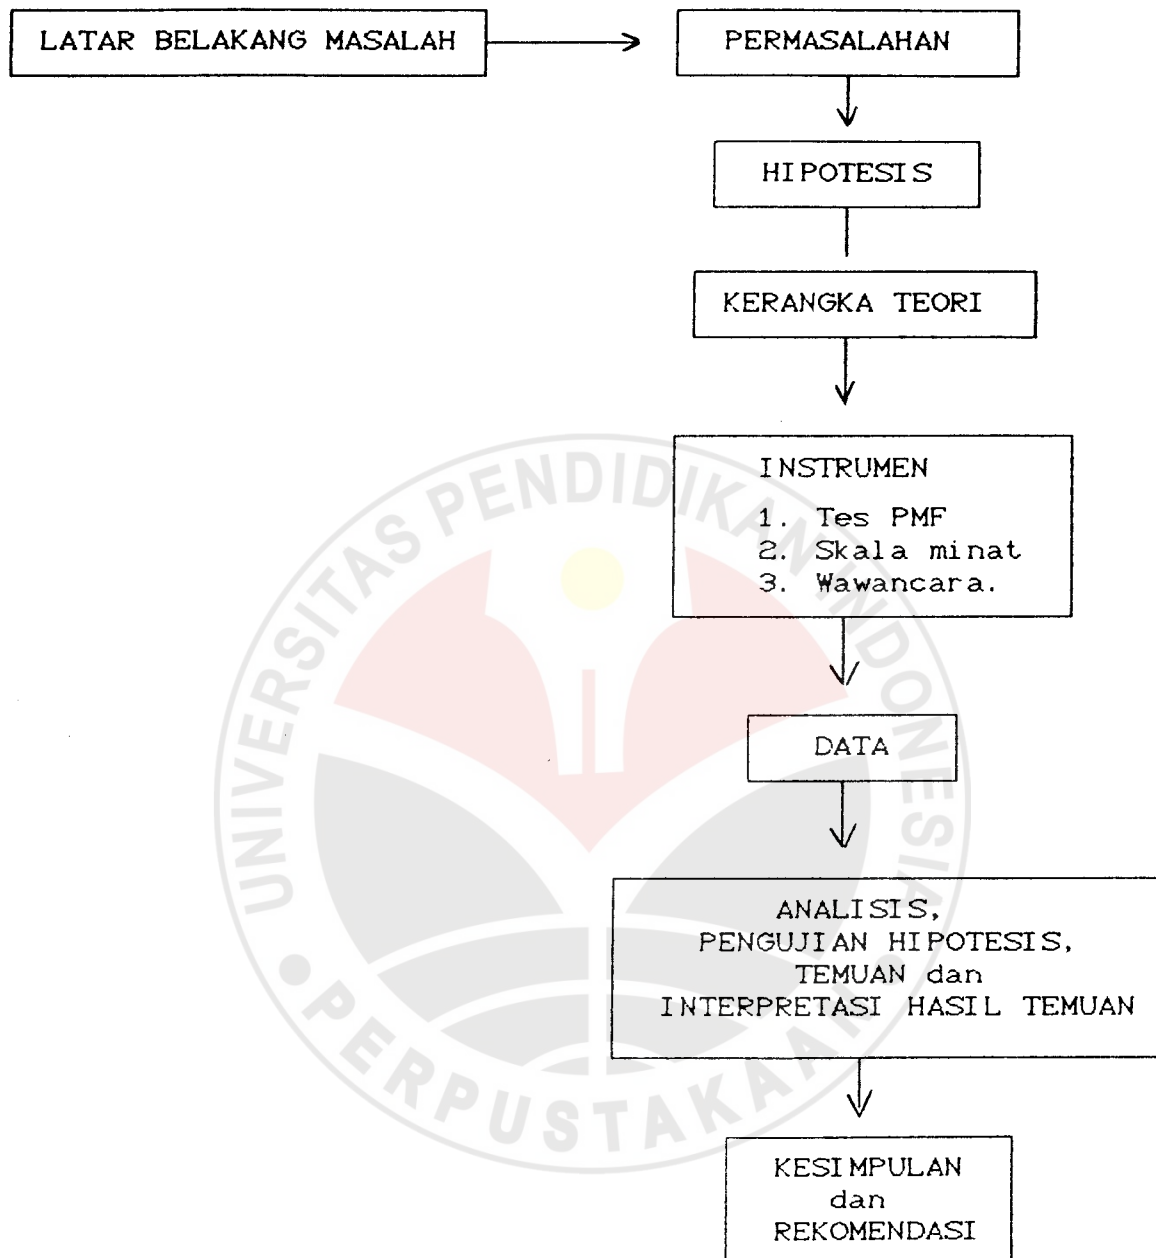 LATAR BELAKANG MASALAH
PERMASALAHAN
HIPOTESIS
KERANGKA TEORI
INSTRUMEN
1. Tes PMF
2. Skala minat
3. Wawancara.
DATA
ANALISIS,
PENGUJIAN HIPOTESIS,
TEMUAN dan
INTERPRETASI HASIL TEMUAN
KESIMPULAN
dan
REKOMENDASI
UNIVERSITAS PENDIDIKAN INDONESIA
PERPUSTAKAAN